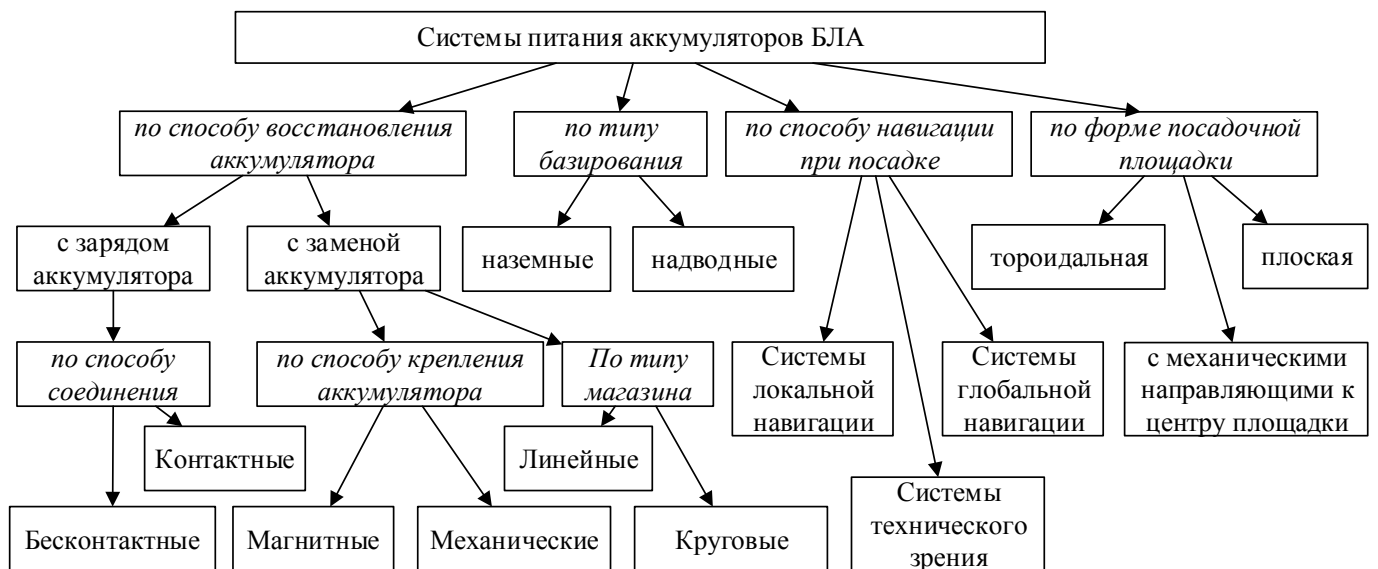 Системы питания аккумуляторов БЛА
по способу восстановления
аккумулятора
по типу
базирования
по способу навигации
при посадке
по форме посадочной
площадки
с зарядом
аккумулятора
с заменой
аккумулятора
наземные
надводные
тороидальная
плоская
по способу
соединения
по способу крепления
аккумулятора
По типу
магазина
Системы
локальной
навигации
Системы
глобальной
навигации
с механическими
направляющими к
центру площадки
Контактные
Линейные
Бесконтактные
Магнитные
Механические
Круговые
Системы
технического
зрения